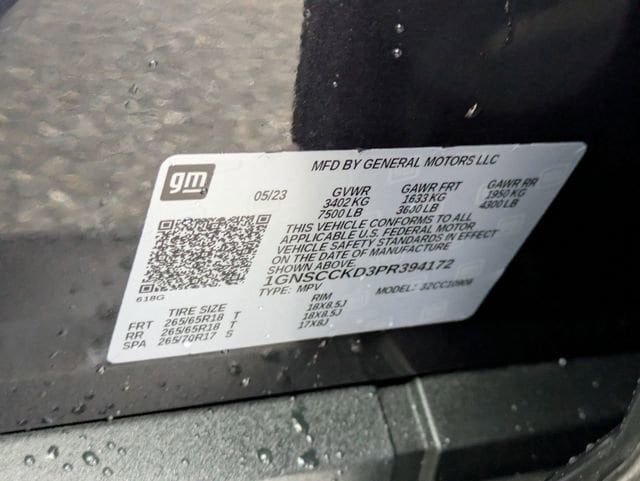 gm
MFD BY GENERAL MOTORS LLC
05/23
GVWR GAWR FRT GAWR RR
3402 KG 1633 KG 1950 KG
7500 LB 3600 LB 4300 LB
THIS VEHICLE CONFORMS TO ALL
APPLICABLE U.S. FEDERAL MOTOR
VEHICLE SAFETY STANDARDS IN EFFECT
ON THE DATE OF MANUFACTURE
SHOWN ABOVE.
1GNSCCKD3PR394172
618G
TYPE: MPV MODEL: 32CC10906
TIRE SIZE RIM
FRT 265/65R18 T 18X8.5J
RR 265/65R18 T 18X8.5J
SPA 265/70R17 S 17X8J